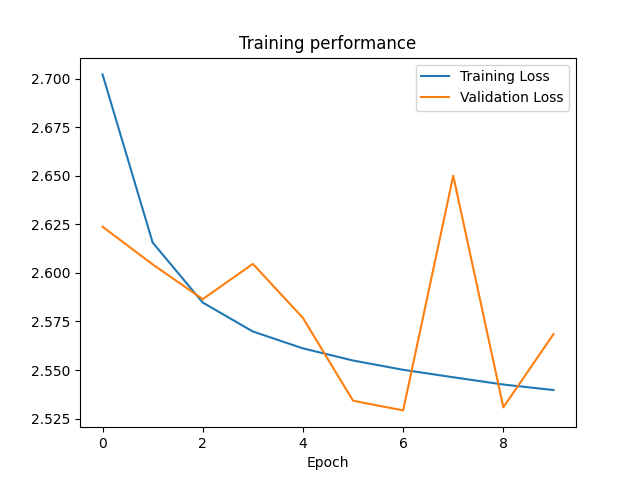 Training performance
Training Loss
Validation Loss
2.700
2.675
2.650
2.625
2.600
2.575
2.550
2.525
0 2 4 6 8
Epoch